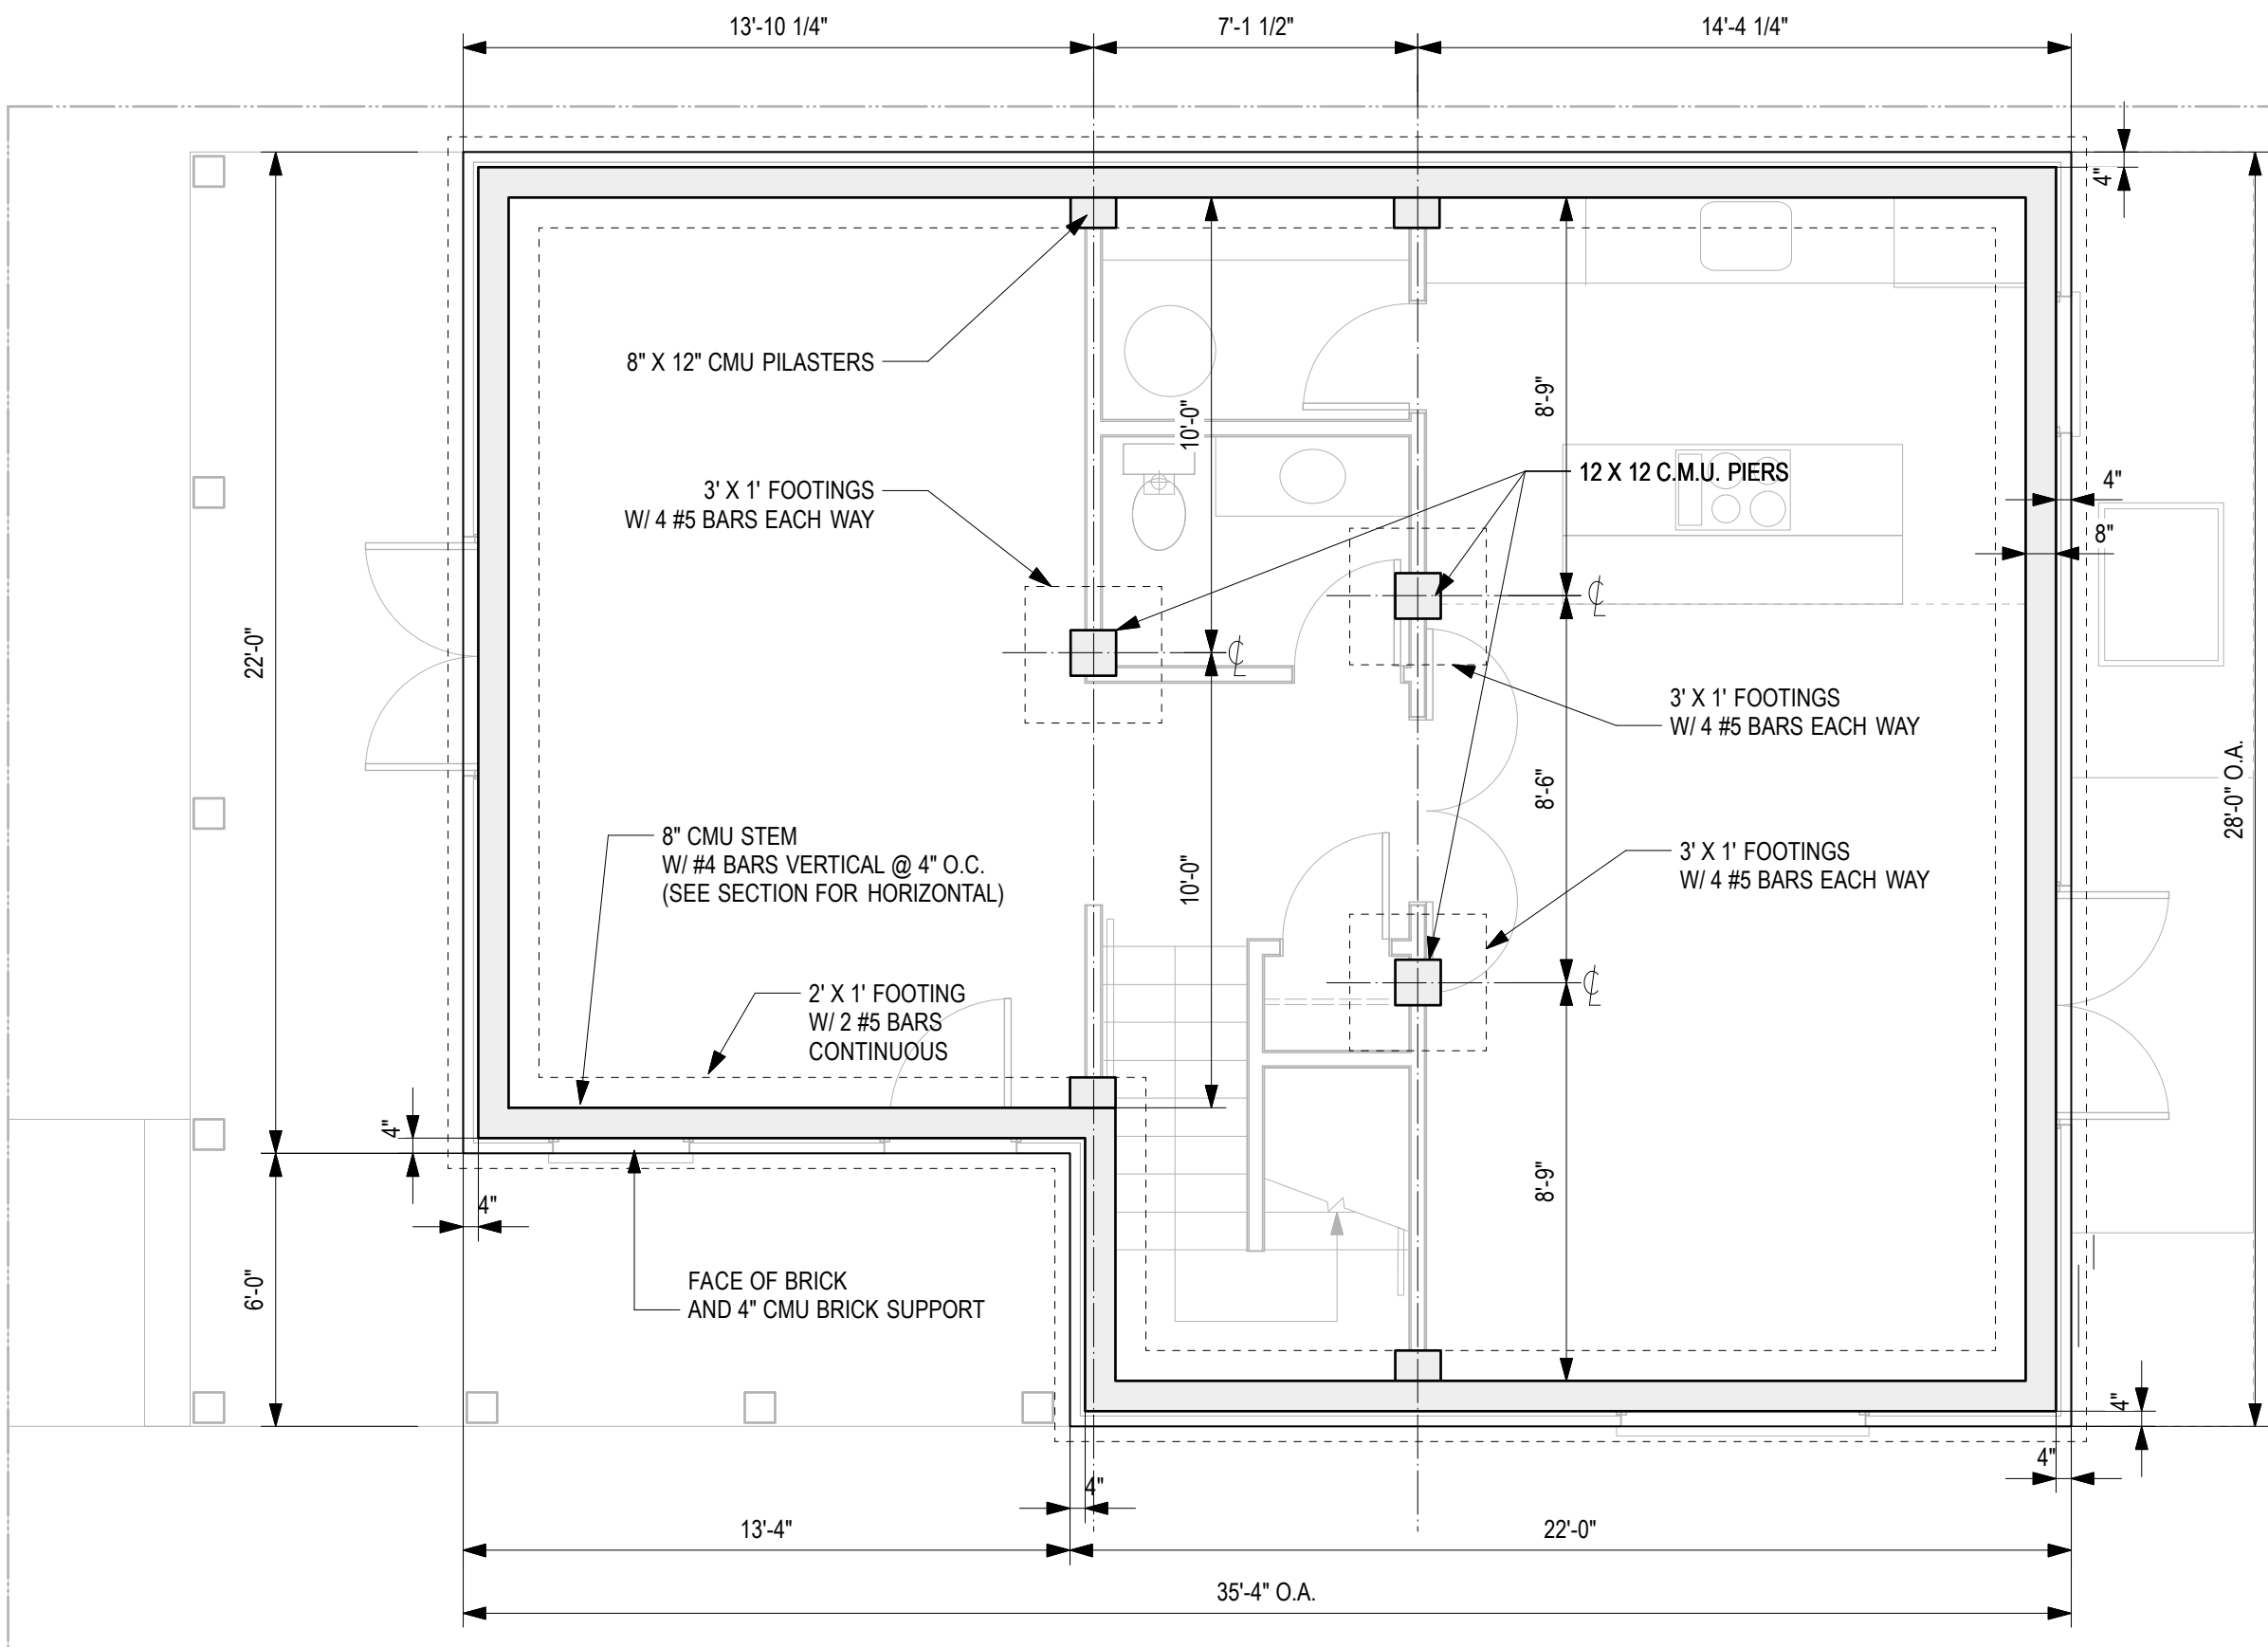 13'-10 1/4"
7'-1 1/2"
14'-4 1/4"
4"
8" X 12" CMU PILASTERS
8'-9"
10'-0"
12 X 12 C.M.U. PIERS
4"
3' X 1' FOOTINGS
W/ 4 #5 BARS EACH WAY
8"
℄
℄
22'-0"
3' X 1' FOOTINGS
W/ 4 #5 BARS EACH WAY
8'-6"
28'-0" O.A.
8" CMU STEM
W/ #4 BARS VERTICAL @ 4" O.C.
(SEE SECTION FOR HORIZONTAL)
10'-0"
3' X 1' FOOTINGS
W/ 4 #5 BARS EACH WAY
℄
2' X 1' FOOTING
W/ 2 #5 BARS
CONTINUOUS
4"
8'-9"
4"
6'-0"
FACE OF BRICK
AND 4" CMU BRICK SUPPORT
4"
4"
4"
13'-4"
22'-0"
35'-4" O.A.